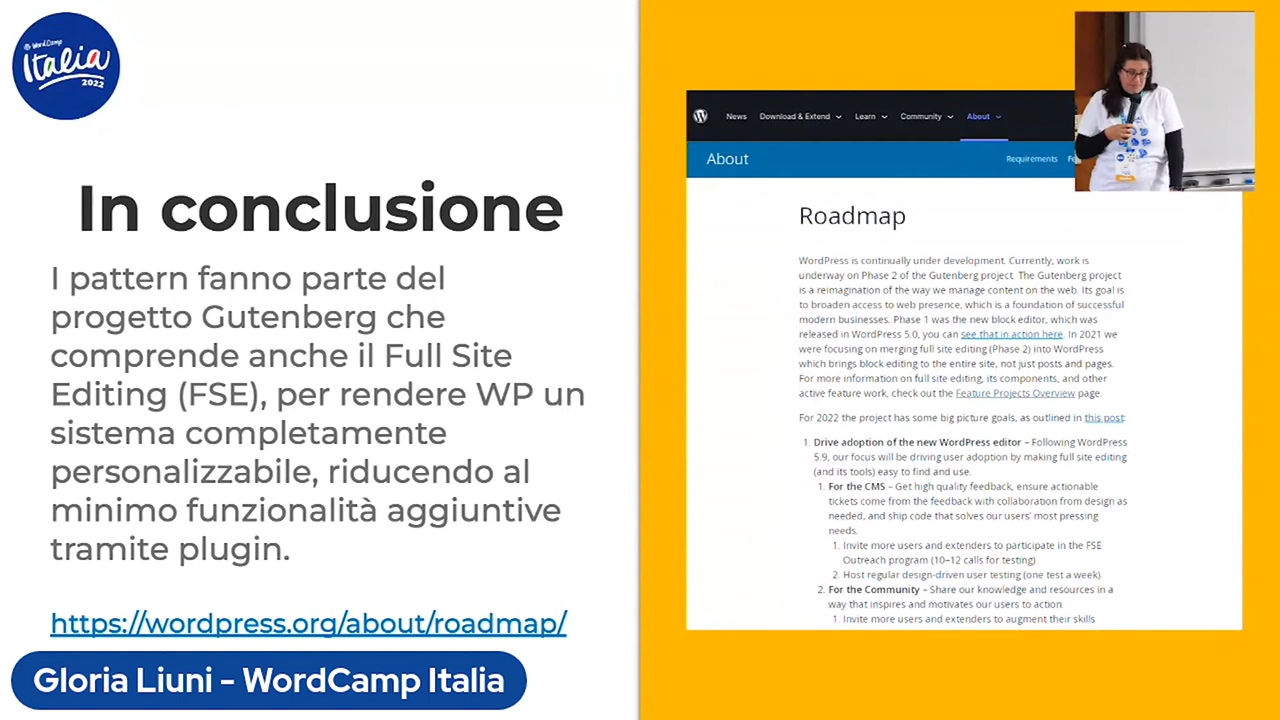 WordCamp
Italia
2022
In conclusione
I pattern fanno parte del
progetto Gutenberg che
comprende anche il Full Site
Editing (FSE), per rendere WP un
sistema completamente
personalizzabile, riducendo al
minimo funzionalità aggiuntive
tramite plugin.
https://wordpress.org/about/roadmap/
Gloria Liuni - WordCamp Italia
News Download & Extend Learn Community About
About Requirements
Roadmap
WordPress is continually under development. Currently, work is
underway on Phase 2 of the Gutenberg project. The Gutenberg project
is a reimagination of the way we manage content on the web. Its goal is
to broaden access to web presence, which is a foundation of successful
modern businesses. Phase 1 was the new block editor, which was
released in WordPress 5.0, you can see that in action here. In 2021 we
were focusing on merging full site editing (Phase 2) into WordPress
which brings block editing to the entire site, not just posts and pages.
For more information on full site editing, its components, and other
active feature work, check out the Feature Projects Overview page.
For 2022 the project has some big picture goals, as outlined in this post:
1. Drive adoption of the new WordPress editor – Following WordPress
5.9, our focus will be driving user adoption by making full site editing
(and its tools) easy to find and use.
1. For the CMS – Get high quality feedback, ensure actionable
tickets come from the feedback with collaboration from design as
needed, and ship code that solves our users' most pressing
needs.
1. Invite more users and extenders to participate in the FSE
Outreach program (10–12 calls for testing)
2. Host regular design-driven user testing (one test a week).
2. For the Community – Share our knowledge and resources in a
way that inspires and motivates our users to action.
1. Invite more users and extenders to augment their skills